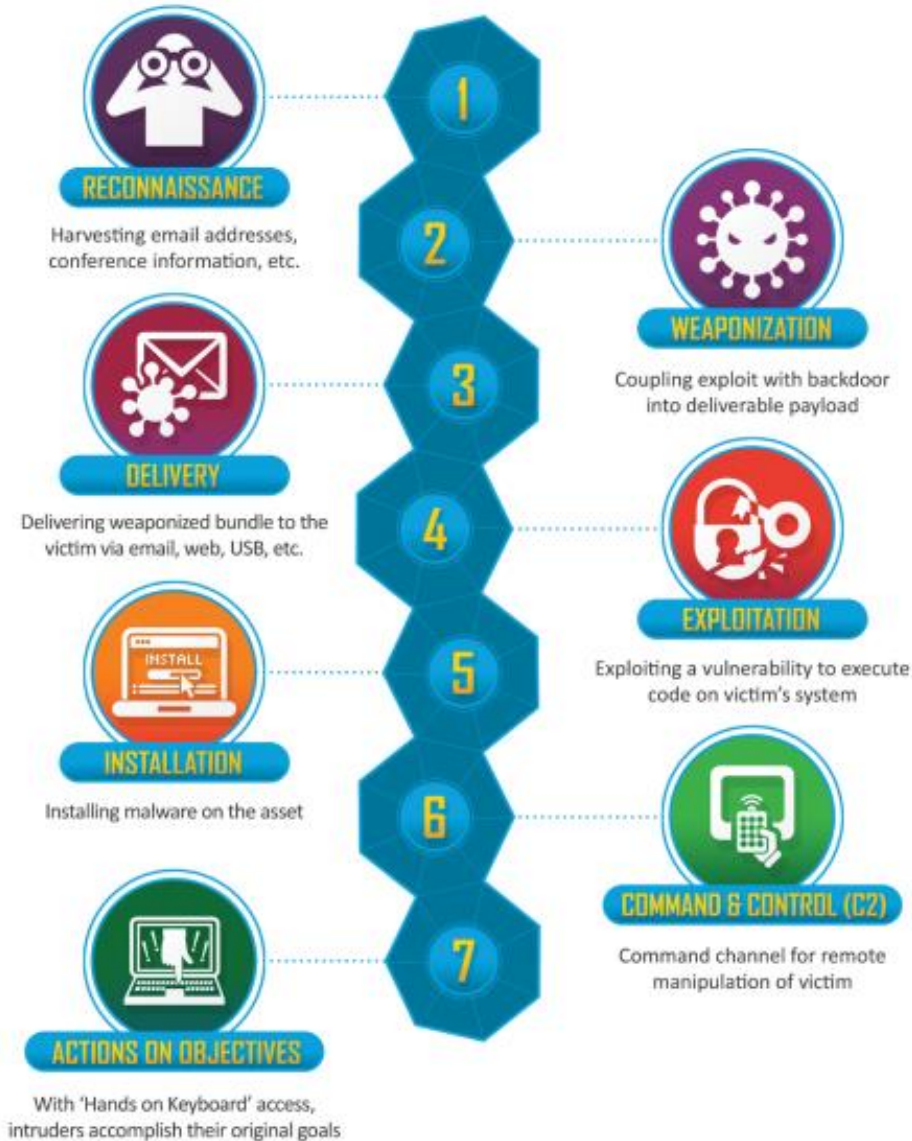 1
RECONNAISSANCE
Harvesting email addresses,
conference information, etc.
2
WEAPONIZATION
Coupling exploit with backdoor
into deliverable payload
3
DELIVERY
Delivering weaponized bundle to the
victim via email, web, USB, etc.
4
EXPLOITATION
Exploiting a vulnerability to execute
code on victim's system
5
INSTALL
INSTALLATION
Installing malware on the asset
6
COMMAND & CONTROL (C2)
Command channel for remote
manipulation of victim
7
ACTIONS ON OBJECTIVES
With 'Hands on Keyboard' access,
intruders accomplish their original goals